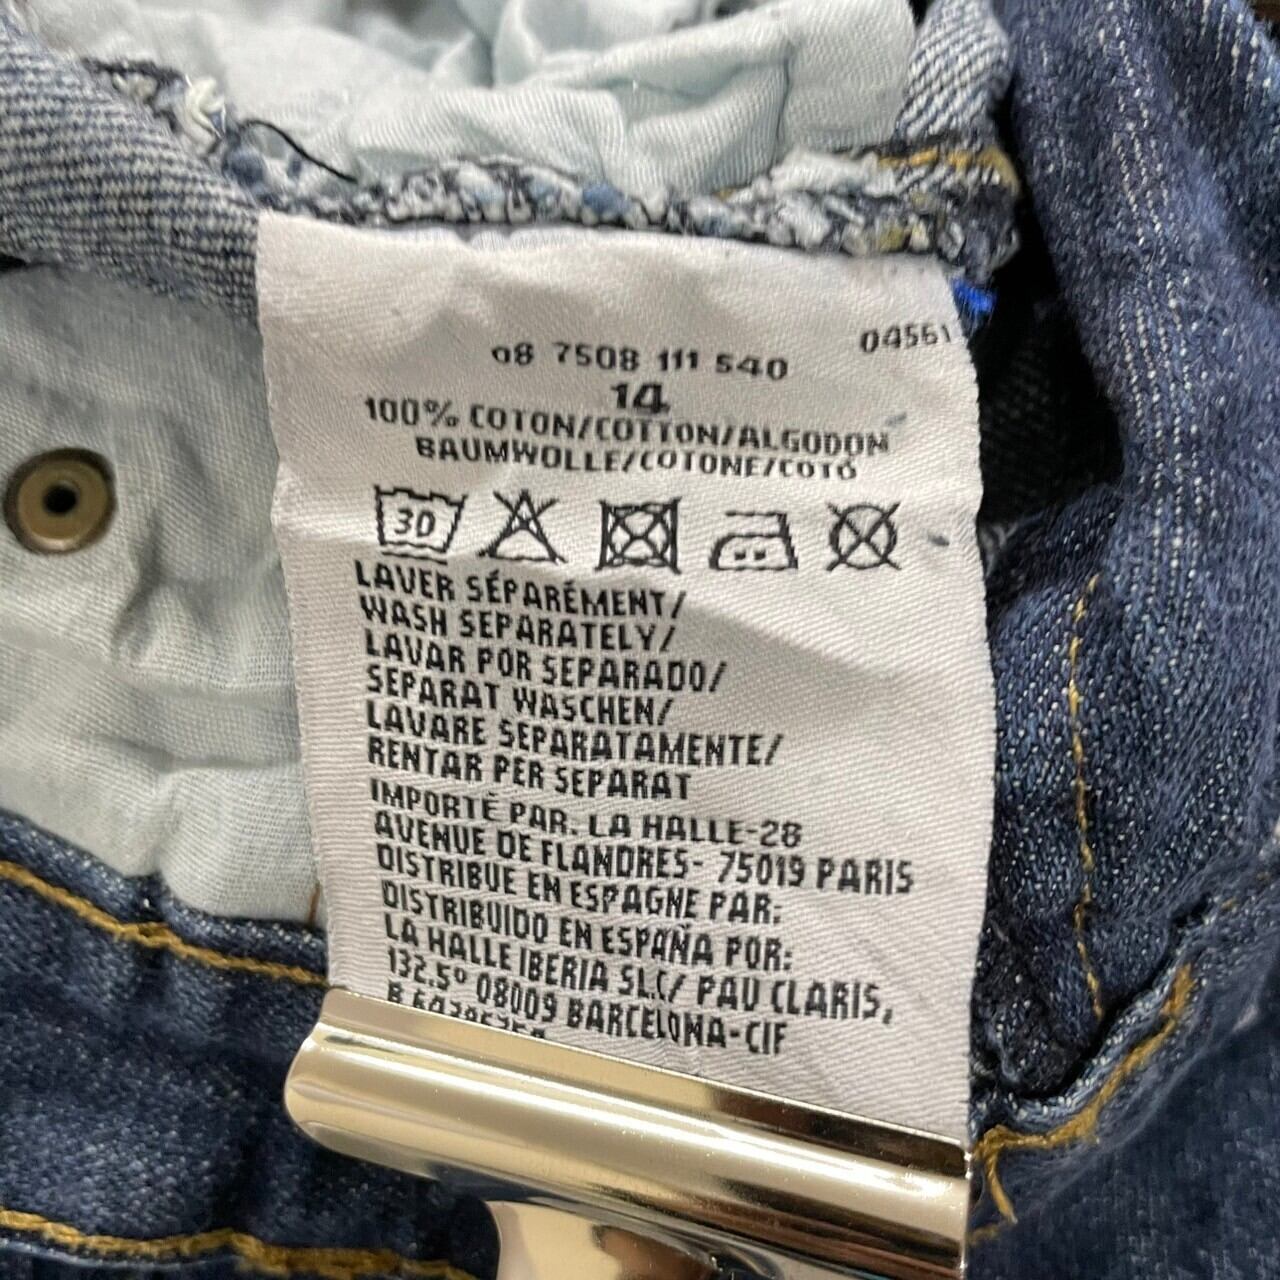 04561
08 7508 111 540
14
100% COTON/COTTON/ALGODON
BAUMWOLLE/COTONE/COTÓ
30
LAVER SÉPARÉMENT/
WASH SEPARATELY/
LAVAR POR SEPARADO/
SEPARAT WASCHEN/
LAVARE SEPARATAMENTE/
RENTAR PER SEPARAT
IMPORTÉ PAR. LA HALLE-28
AVENUE DE FLANDRES- 75019 PARIS
DISTRIBUE EN ESPAGNE PAR:
DISTRIBUIDO EN ESPAÑA POR:
LA HALLE IBERIA SL.C/ PAU CLARIS,
132.5º 08009 BARCELONA-CIF